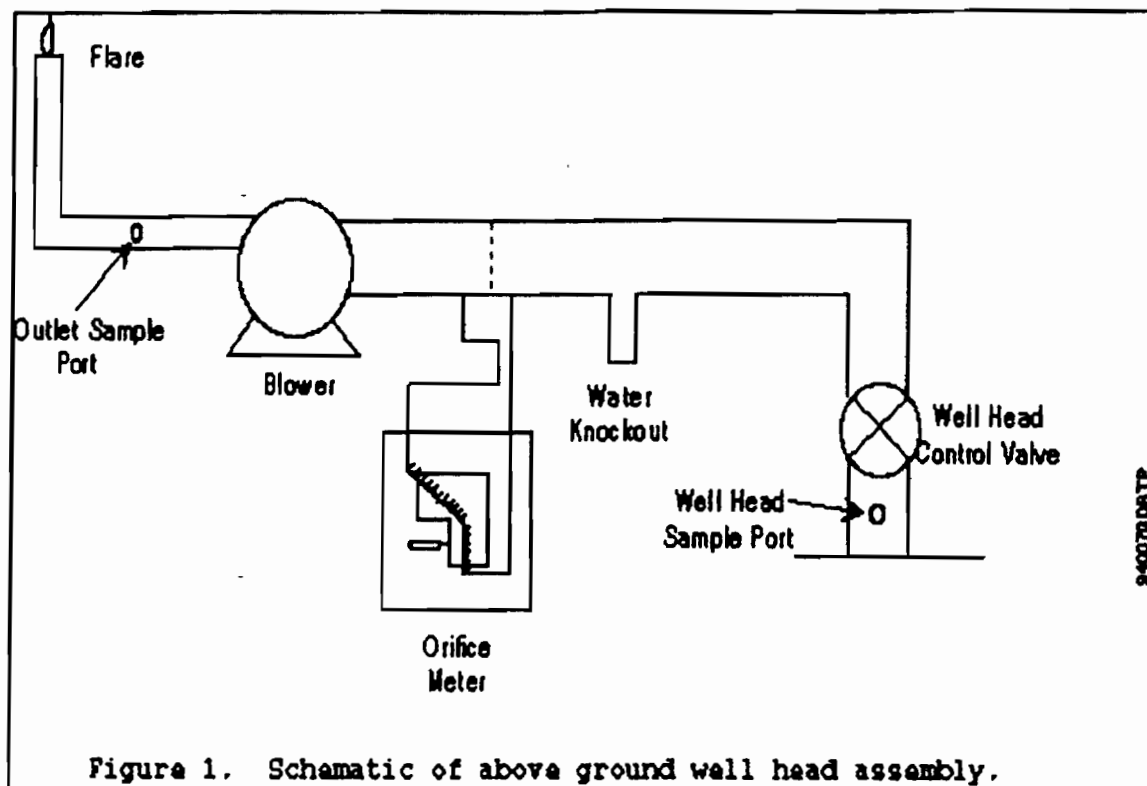 Flare
Outlet Sample
Port
Blower
Water
Knockout
Well Head
Control Valve
Well Head
Sample Port
Orifice
Meter
Figure 1. Schematic of above ground well head assembly.